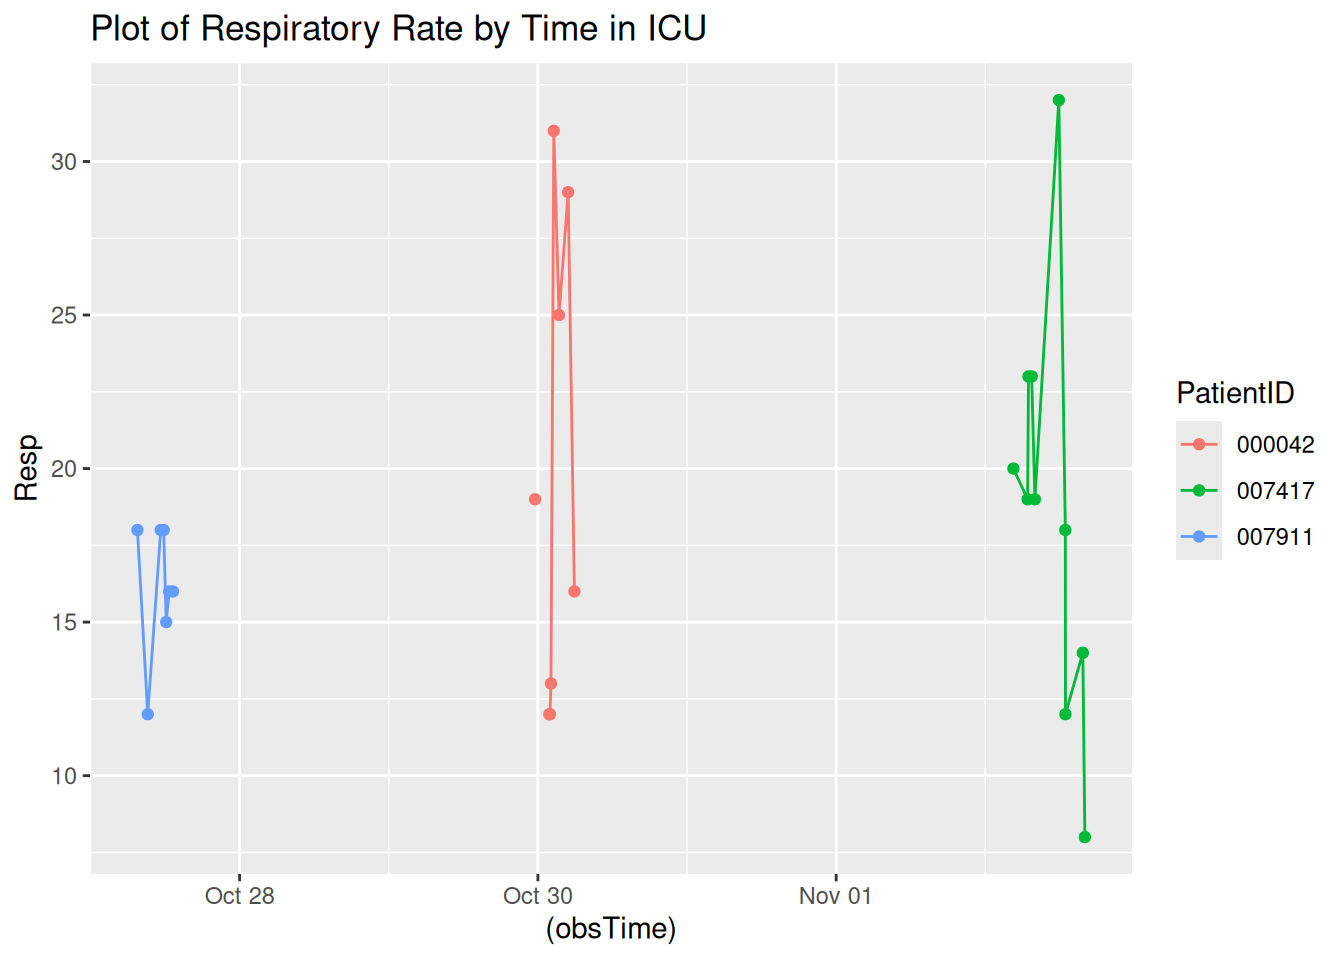 Plot of Respiratory Rate by Time in ICU
30
25
20
15
10
Resp
Oct 28
Oct 30
Nov 01
(obsTime)
PatientID
000042
007417
007911